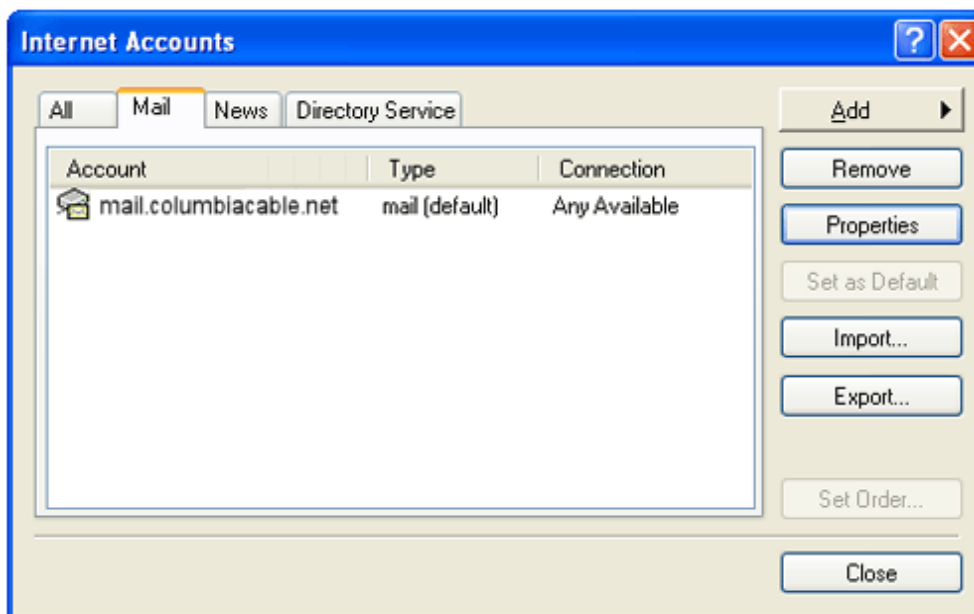 Internet Accounts
All Mail News Directory Service
Add
Account Type Connection
Remove
mail.columbiacable.net mail (default) Any Available
Properties
Set as Default
Import...
Export...
Set Order...
Close